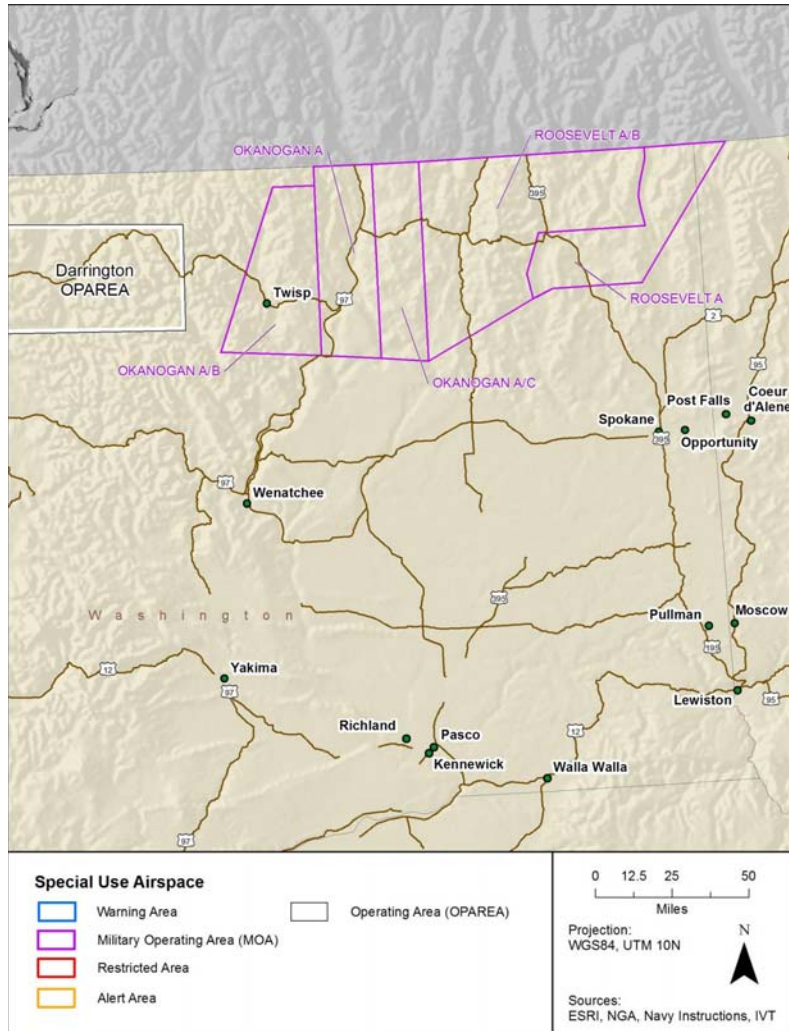 ROOSEVELT A/B
OKANOGAN A
395
Darrington
OPAREA
Twisp
97
ROOSEVELT A
2
OKANOGAN A/B
OKANOGAN A/C
95
Post Falls
Coeur
d'Alene
Spokane
395
Opportunity
97
Wenatchee
395
Washington
Pullman
Moscow
195
12
Yakima
97
Lewiston
95
Richland
Pasco
12
Kennewick
Walla Walla
97
Special Use Airspace
Warning Area
Operating Area (OPAREA)
Military Operating Area (MOA)
Restricted Area
Alert Area
0 12.5 25 50
Miles
Projection:
WGS84, UTM 10N
N
Sources:
ESRI, NGA, Navy Instructions, IVT